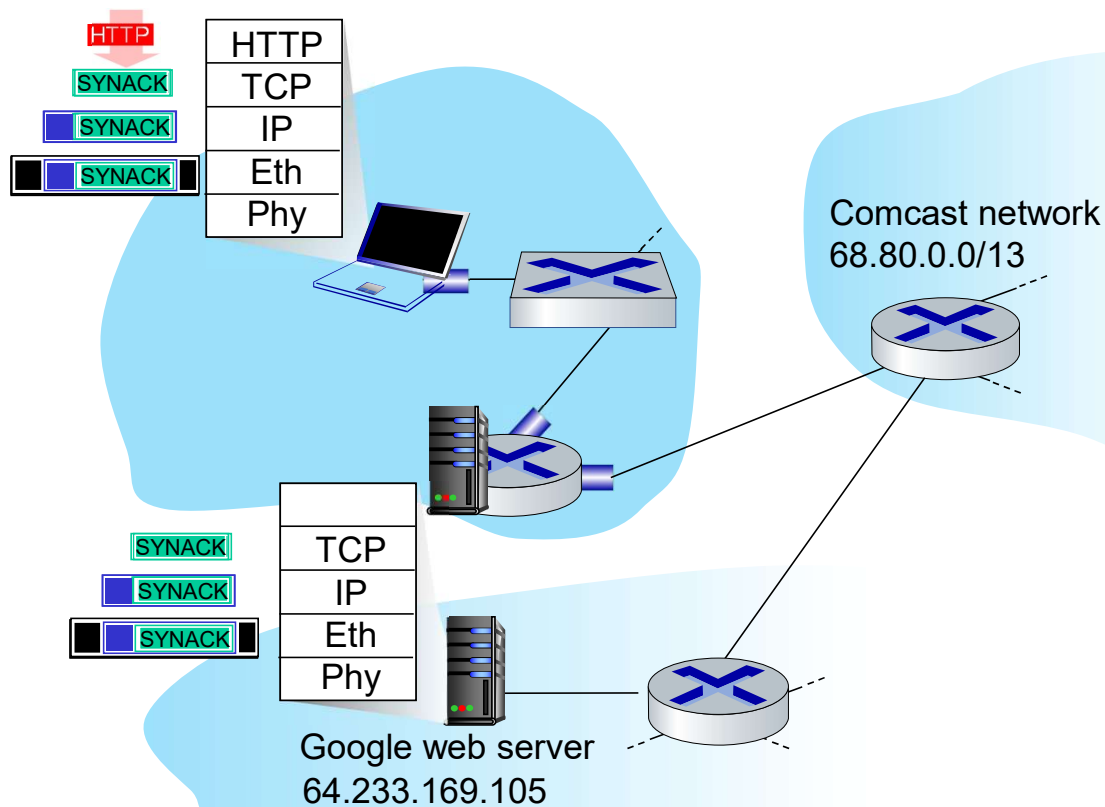 HTTP
SYNACK
SYNACK
SYNACK
HTTP
TCP
IP
Eth
Phy
Comcast network
68.80.0.0/13
SYNACK
SYNACK
SYNACK
TCP
IP
Eth
Phy
Google web server
64.233.169.105